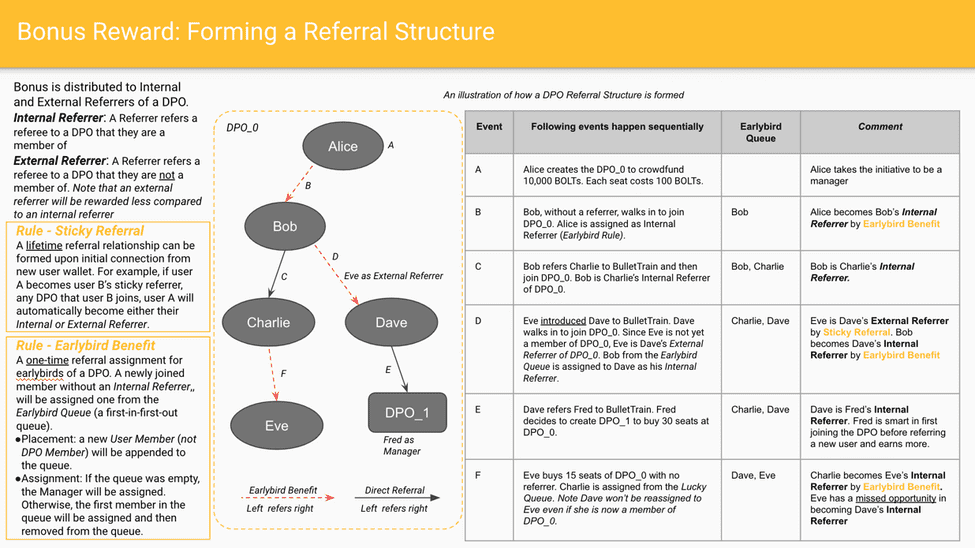 Bonus Reward: Forming a Referral Structure
Bonus is distributed to Internal
and External Referrers of a DPO.
Internal Referrer: A Referrer refers a
referee to a DPO that they are a
member of
External Referrer: A Referrer refers a
referee to a DPO that they are not a
member of. Note that an external
referrer will be rewarded less compared
to an internal referrer
Rule - Sticky Referral
A lifetime referral relationship can be
formed upon initial connection from
new user wallet. For example, if user
A becomes user B's sticky referrer,
any DPO that user B joins, user A will
automatically become either their
Internal or External Referrer.
Rule - Earlybird Benefit
A one-time referral assignment for
earlybirds of a DPO. A newly joined
member without an Internal Referrer,,
will be assigned one from the
Earlybird Queue (a first-in-first-out
queue).
●Placement: a new User Member (not
DPO Member) will be appended to
the queue.
●Assignment: If the queue was empty,
the Manager will be assigned.
Otherwise, the first member in the
queue will be assigned and then
removed from the queue.
DPO_0
Alice
A
B
Bob
D
C
Eve as External Referrer
Charlie
Dave
F
E
Eve
DPO_1
Fred as
Manager
Earlybird Benefit
Left refers right
Direct Referral
Left refers right
An illustration of how a DPO Referral Structure is formed
Event
Following events happen sequentially
Earlybird
Queue
Comment
A
Alice creates the DPO_0 to crowdfund
10,000 BOLTs. Each seat costs 100 BOLTs.
Alice takes the initiative to be a
manager
B
Bob, without a referrer, walks in to join
DPO_0. Alice is assigned as Internal
Referrer (Earlybird Rule).
Bob
Alice becomes Bob's Internal
Referrer by Earlybird Benefit
C
Bob refers Charlie to BulletTrain and then
join DPO_0. Bob is Charlie's Internal Referrer
of DPO_0.
Bob, Charlie
Bob is Charlie's Internal
Referrer.
D
Eve introduced Dave to BulletTrain. Dave
walks in to join DPO_0. Since Eve is not yet
a member of DPO_0, Eve is Dave's External
Referrer of DPO_0. Bob from the Earlybird
Queue is assigned to Dave as his Internal
Referrer.
Charlie, Dave
Eve is Dave's External Referrer
by Sticky Referral. Bob
becomes Dave's Internal
Referrer by Earlybird Benefit
E
Dave refers Fred to BulletTrain. Fred
decides to create DPO_1 to buy 30 seats at
DPO_0.
Charlie, Dave
Dave is Fred's Internal
Referrer. Fred is smart in first
joining the DPO before referring
a new user and earns more.
F
Eve buys 15 seats of DPO_0 with no
referrer. Charlie is assigned from the Lucky
Queue. Note Dave won't be reassigned to
Eve even if she is now a member of
DPO_0.
Dave, Eve
Charlie becomes Eve's Internal
Referrer by Earlybird Benefit.
Eve has a missed opportunity in
becoming Dave's Internal
Referrer